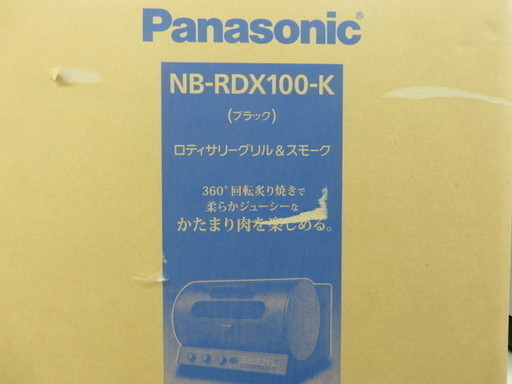 Panasonic
NB-RDX100-K
(ブラック)
ロティサリーグリル&スモーク
360°回転炙り焼きで
柔らかジューシーな
かたまり肉を楽しめる。
Panasonic